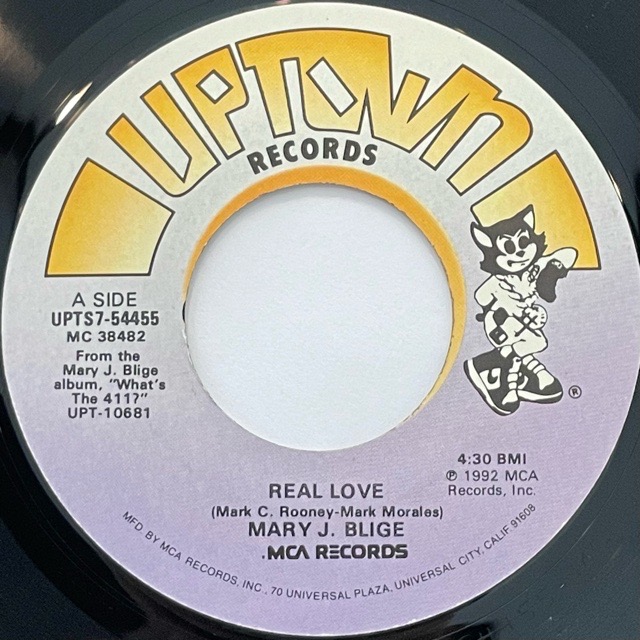 UPTOWN
RECORDS
A SIDE
UPTS7-54455
MC 38482
From the
Mary J. Blige
album, "What's
The 411?"
UPT-10681
®
4:30 BMI
℗ 1992 MCA
Records, Inc.
REAL LOVE
(Mark C. Rooney-Mark Morales)
MARY J. BLIGE
.MCA RECORDS
MFD. BY MCA RECORDS, INC., 70 UNIVERSAL PLAZA, UNIVERSAL CITY, CALIF 91608